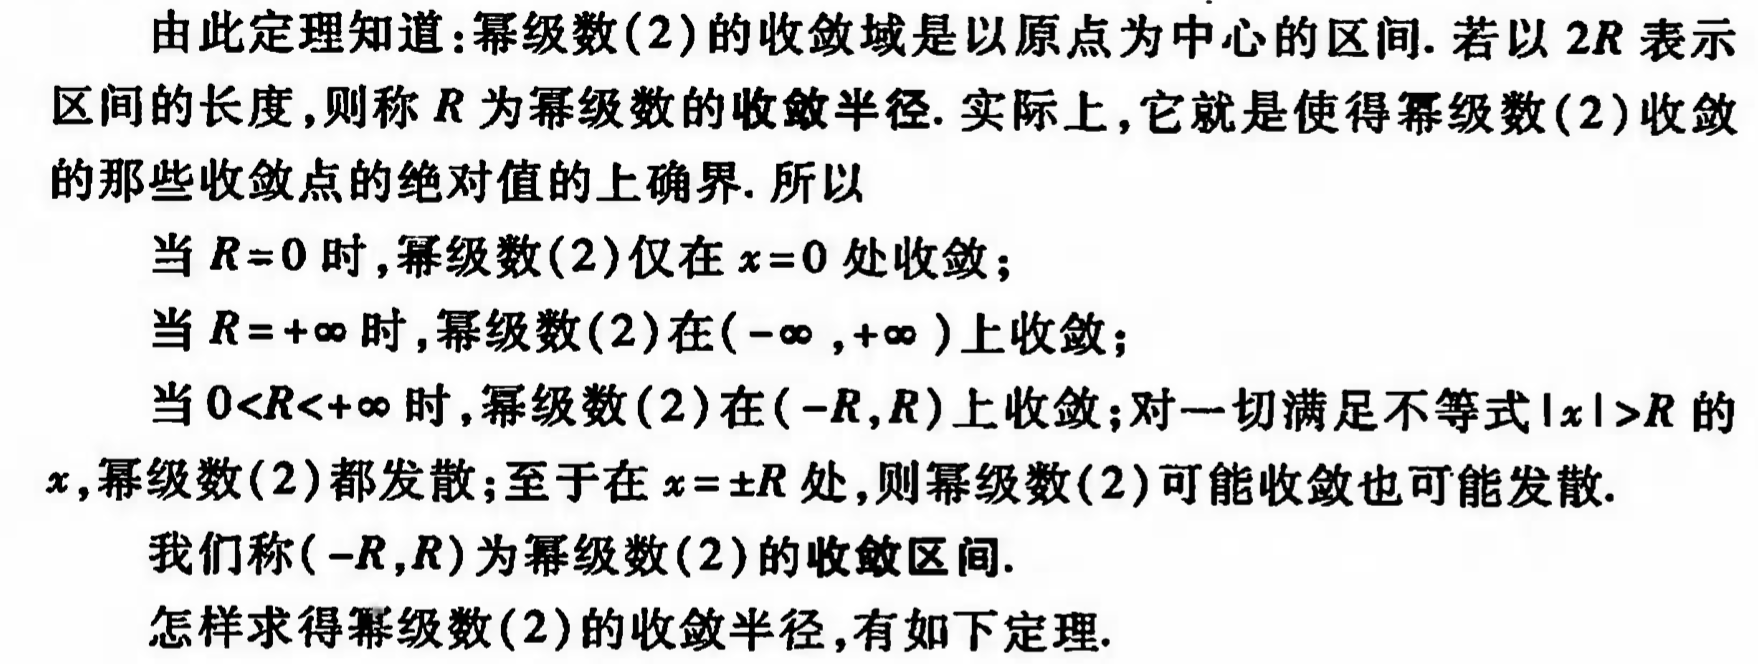 由此定理知道:幂级数(2)的收敛域是以原点为中心的区间. 若以 2R 表示
区间的长度,则称 R 为幂级数的收敛半径. 实际上,它就是使得幂级数(2)收敛
的那些收敛点的绝对值的上确界. 所以
当 R=0 时,幂级数(2)仅在 x=0 处收敛;
当 R=+∞ 时,幂级数(2)在(-∞ ,+∞ )上收敛;
当 0<R<+∞ 时,幂级数(2)在(-R,R)上收敛;对一切满足不等式|x|>R 的
x,幂级数(2)都发散;至于在 x=±R 处,则幂级数(2)可能收敛也可能发散.
我们称(-R,R)为幂级数(2)的收敛区间.
怎样求得幂级数(2)的收敛半径,有如下定理.